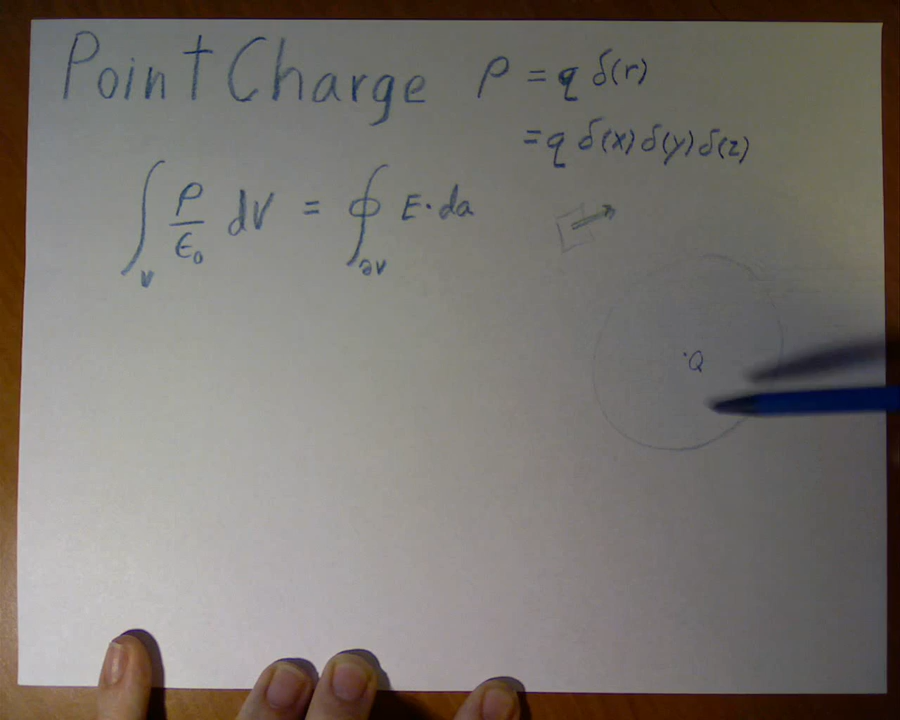 Point Charge ρ = q δ(r)
= q δ(x) δ(y) δ(z)
∫_V ρ/ϵ₀ dV = ∮_∂V E · da
Q